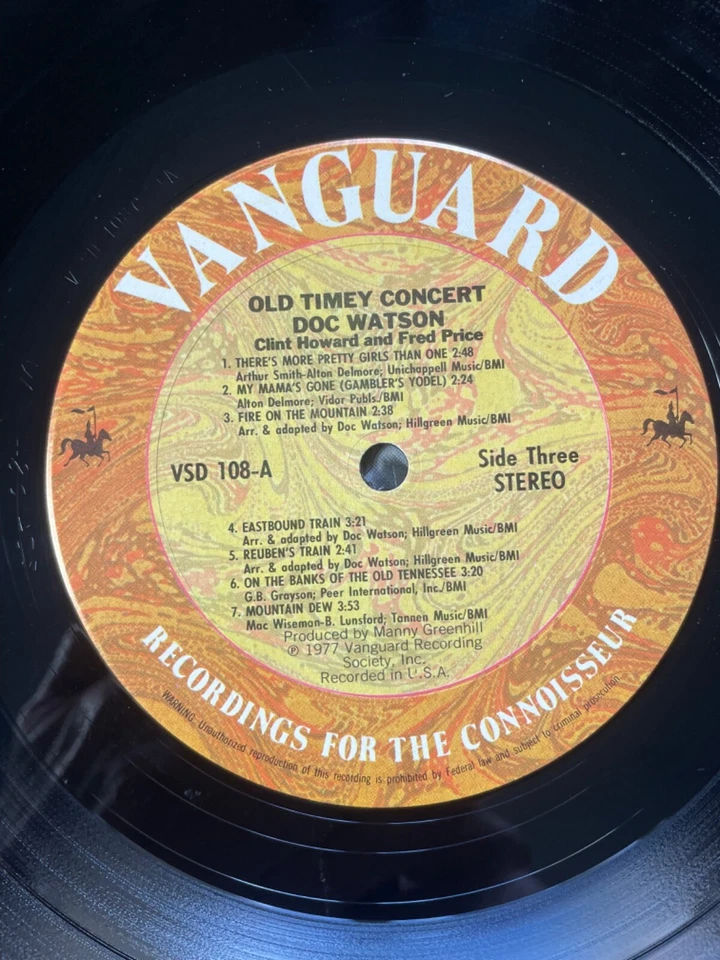 VANGUARD
OLD TIMEY CONCERT
DOC WATSON
Clint Howard and Fred Price
1. THERE'S MORE PRETTY GIRLS THAN ONE 2:48
Arthur Smith-Alton Delmore; Unichappell Music/BMI
2. MY MAMA'S GONE (GAMBLER'S YODEL) 2:24
Alton Delmore; Vidor Publs./BMI
3. FIRE ON THE MOUNTAIN 2:38
Arr. & adapted by Doc Watson; Hillgreen Music/BMI
VSD 108-A
Side Three
STEREO
4. EASTBOUND TRAIN 3:21
Arr. & adapted by Doc Watson; Hillgreen Music/BMI
5. REUBEN'S TRAIN 2:41
Arr. & adapted by Doc Watson; Hillgreen Music/BMI
6. ON THE BANKS OF THE OLD TENNESSEE 3:20
G.B. Grayson; Peer International, Inc./BMI
7. MOUNTAIN DEW 3:53
Mac Wiseman-B. Lunsford; Tannen Music/BMI
Produced by Manny Greenhill
℗ 1977 Vanguard Recording
Society, Inc.
Recorded in U.S.A.
RECORDINGS FOR THE CONNOISSEUR
WARNING: Unauthorized reproduction of this recording is prohibited by Federal law and subject to criminal prosecution